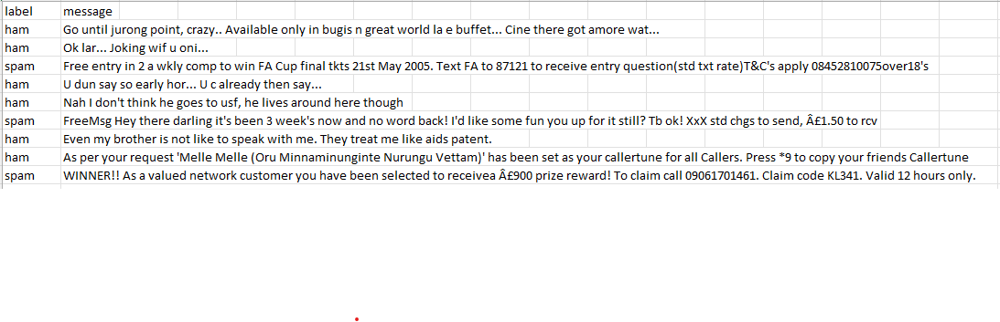 label message
ham Go until jurong point, crazy.. Available only in bugis n great world la e buffet... Cine there got amore wat...
ham Ok lar... Joking wif u oni...
spam Free entry in 2 a wkly comp to win FA Cup final tkts 21st May 2005. Text FA to 87121 to receive entry question(std txt rate)T&C's apply 08452810075over18's
ham U dun say so early hor... U c already then say...
ham Nah I don't think he goes to usf, he lives around here though
spam FreeMsg Hey there darling it's been 3 week's now and no word back! I'd like some fun you up for it still? Tb ok! XxX std chgs to send, Â£1.50 to rcv
ham Even my brother is not like to speak with me. They treat me like aids patent.
ham As per your request 'Melle Melle (Oru Minnaminunginte Nurungu Vettam)' has been set as your callertune for all Callers. Press *9 to copy your friends Callertune
spam WINNER!! As a valued network customer you have been selected to receivea Â£900 prize reward! To claim call 09061701461. Claim code KL341. Valid 12 hours only.